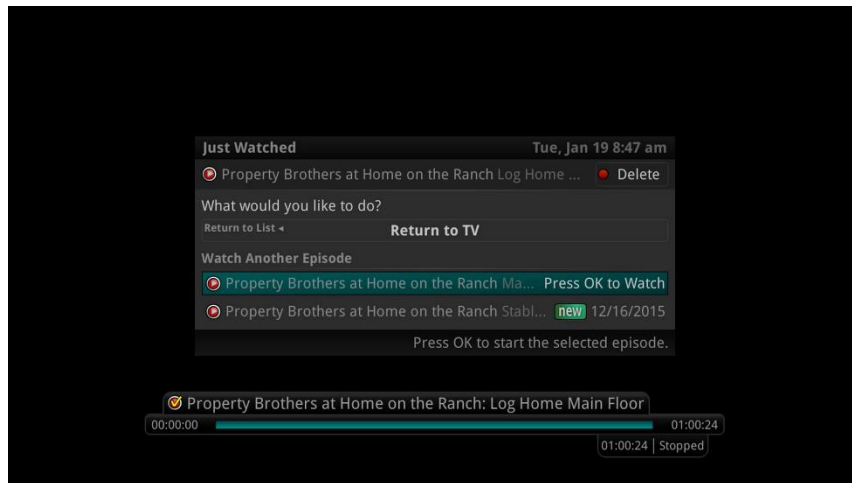 Just Watched Tue, Jan 19 8:47 am
Property Brothers at Home on the Ranch Log Home ... Delete
What would you like to do?
Return to List ◂ Return to TV
Watch Another Episode
Property Brothers at Home on the Ranch Ma... Press OK to Watch
Property Brothers at Home on the Ranch Stabl... new 12/16/2015
Press OK to start the selected episode.
Property Brothers at Home on the Ranch: Log Home Main Floor
00:00:00 01:00:24
01:00:24 | Stopped